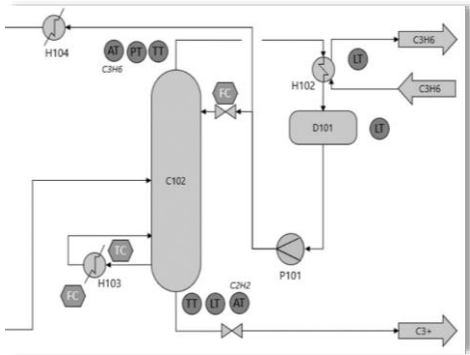 H104
AT PT TT
C3H6
FC
H102
LT
C3H6
C3H6
D101
LT
C102
TC
H103
FC
P101
C2H2
TT LT AT
C3+